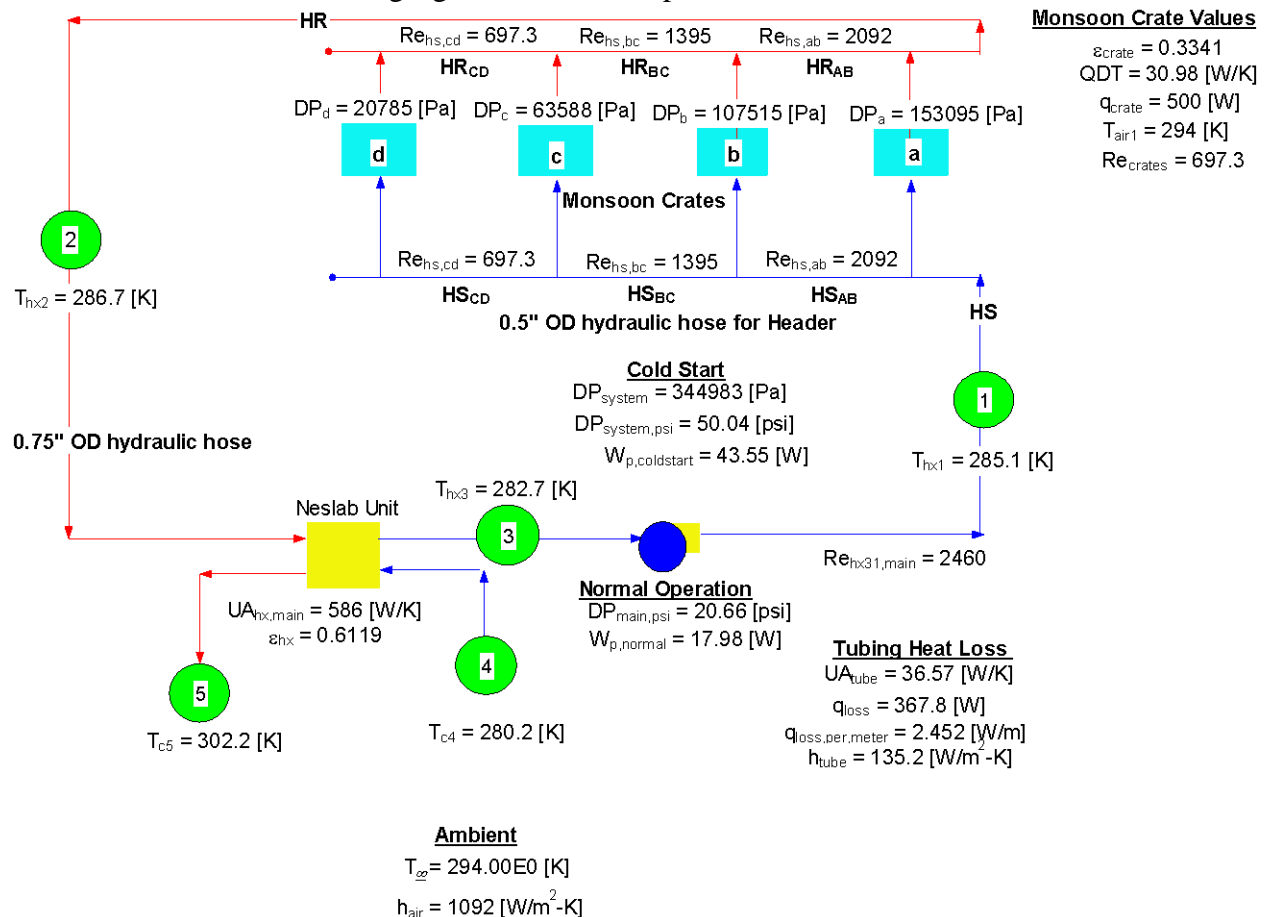 HR
Monsoon Crate Values
Re_hs,cd = 697.3 Re_hs,bc = 1395 Re_hs,ab = 2092
HR_CD HR_BC HR_AB
ε_crate = 0.3341
QDT = 30.98 [W/K]
q_crate = 500 [W]
T_air1 = 294 [K]
Re_crates = 697.3
DP_d = 20785 [Pa] DP_c = 63588 [Pa] DP_b = 107515 [Pa] DP_a = 153095 [Pa]
d c b a
Monsoon Crates
2
T_hx2 = 286.7 [K]
Re_hs,cd = 697.3 Re_hs,bc = 1395 Re_hs,ab = 2092
HS_CD HS_BC HS_AB
HS
0.5" OD hydraulic hose for Header
Cold Start
DP_system = 344983 [Pa]
DP_system,psi = 50.04 [psi]
W_p,coldstart = 43.55 [W]
1
T_hx1 = 285.1 [K]
0.75" OD hydraulic hose
Neslab Unit
T_hx3 = 282.7 [K]
3
Re_hx31,main = 2460
UA_hx,main = 586 [W/K]
ε_hx = 0.6119
Normal Operation
DP_main,psi = 20.66 [psi]
W_p,normal = 17.98 [W]
4
T_c4 = 280.2 [K]
5
T_c5 = 302.2 [K]
Tubing Heat Loss
UA_tube = 36.57 [W/K]
q_loss = 367.8 [W]
q_loss,per,meter = 2.452 [W/m]
h_tube = 135.2 [W/m²-K]
Ambient
T_∞ = 294.00E0 [K]
h_air = 1092 [W/m²-K]